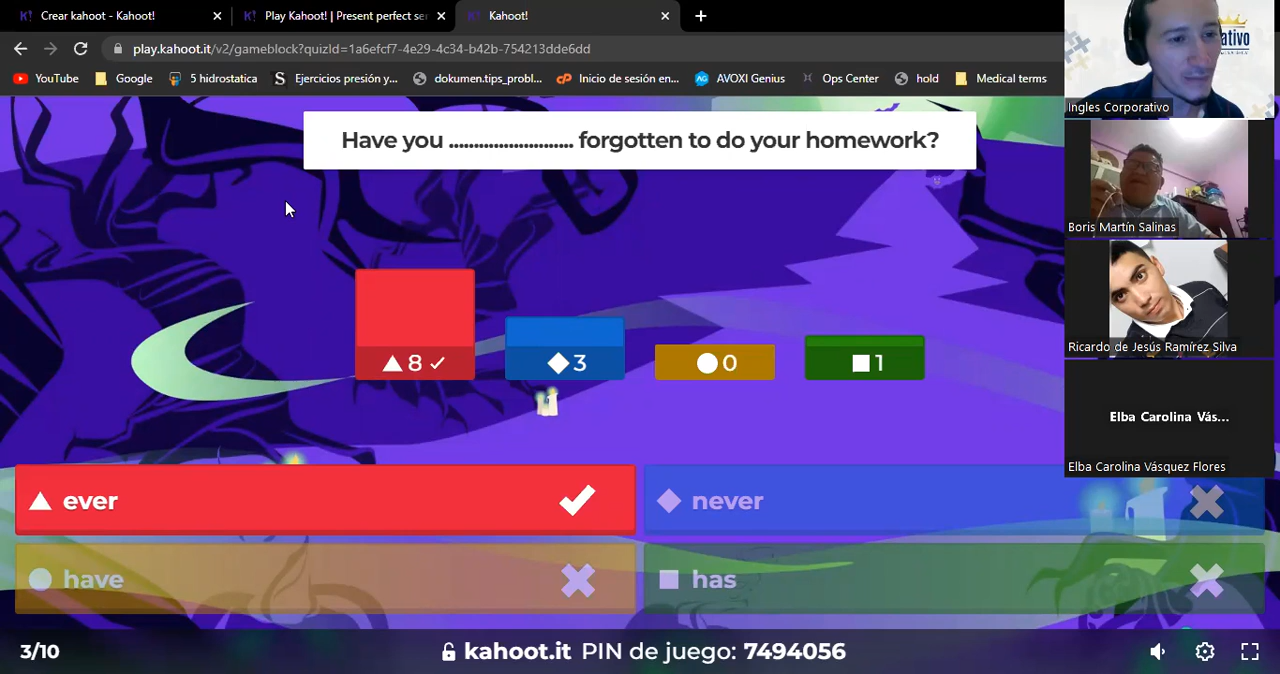 Crear kahoot - Kahoot!
Play Kahoot! | Present perfect ser
Kahoot!
play.kahoot.it/v2/gameblock?quizId=1a6efcf7-4e29-4c34-b42b-754213dde6dd
YouTube
Google
5 hidrostatica
Ejercicios presión y...
dokumen.tips_probl...
Inicio de sesión en...
AVOXI Genius
Ops Center
hold
Medical terms
ativo
Ingles Corporativo
Have you ......................... forgotten to do your homework?
Boris Martín Salinas
Ricardo de Jesús Ramírez Silva
8
3
0
1
Elba Carolina Vás...
Elba Carolina Vásquez Flores
ever
never
have
has
3/10
kahoot.it PIN de juego: 7494056